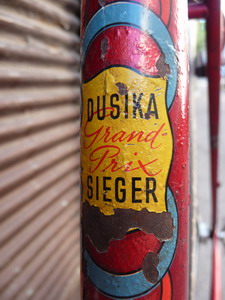 DUSIKA
Grand-
Prix
SIEGER